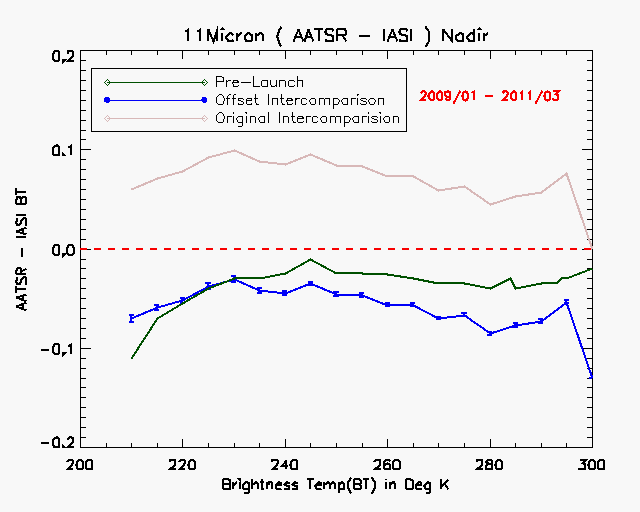 11Micron ( AATSR - IASI ) Nadir
0.2
Pre-Launch
Offset Intercomparison
Original Intercomparision
2009/01 - 2011/03
0.1
AATSR - IASI BT
0.0
-0.1
-0.2
200 220 240 260 280 300
Brightness Temp(BT) in Deg K